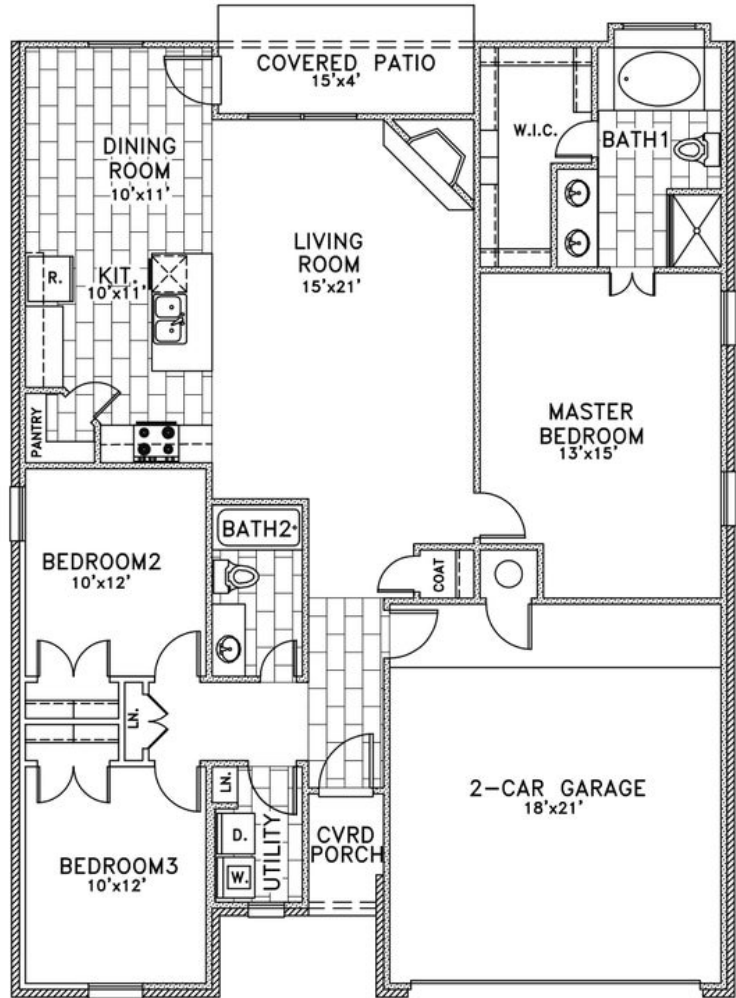 COVERED PATIO
15'x4'
DINING
ROOM
10'x11'
W.I.C.
BATH1
LIVING
ROOM
15'x21'
R.
KIT.
10'x11'
MASTER
BEDROOM
13'x15'
PANTRY
BATH2
BEDROOM2
10'x12'
COAT
LN.
2-CAR GARAGE
18'x21'
LN.
D.
W.
UTILITY
CVRD
PORCH
BEDROOM3
10'x12'